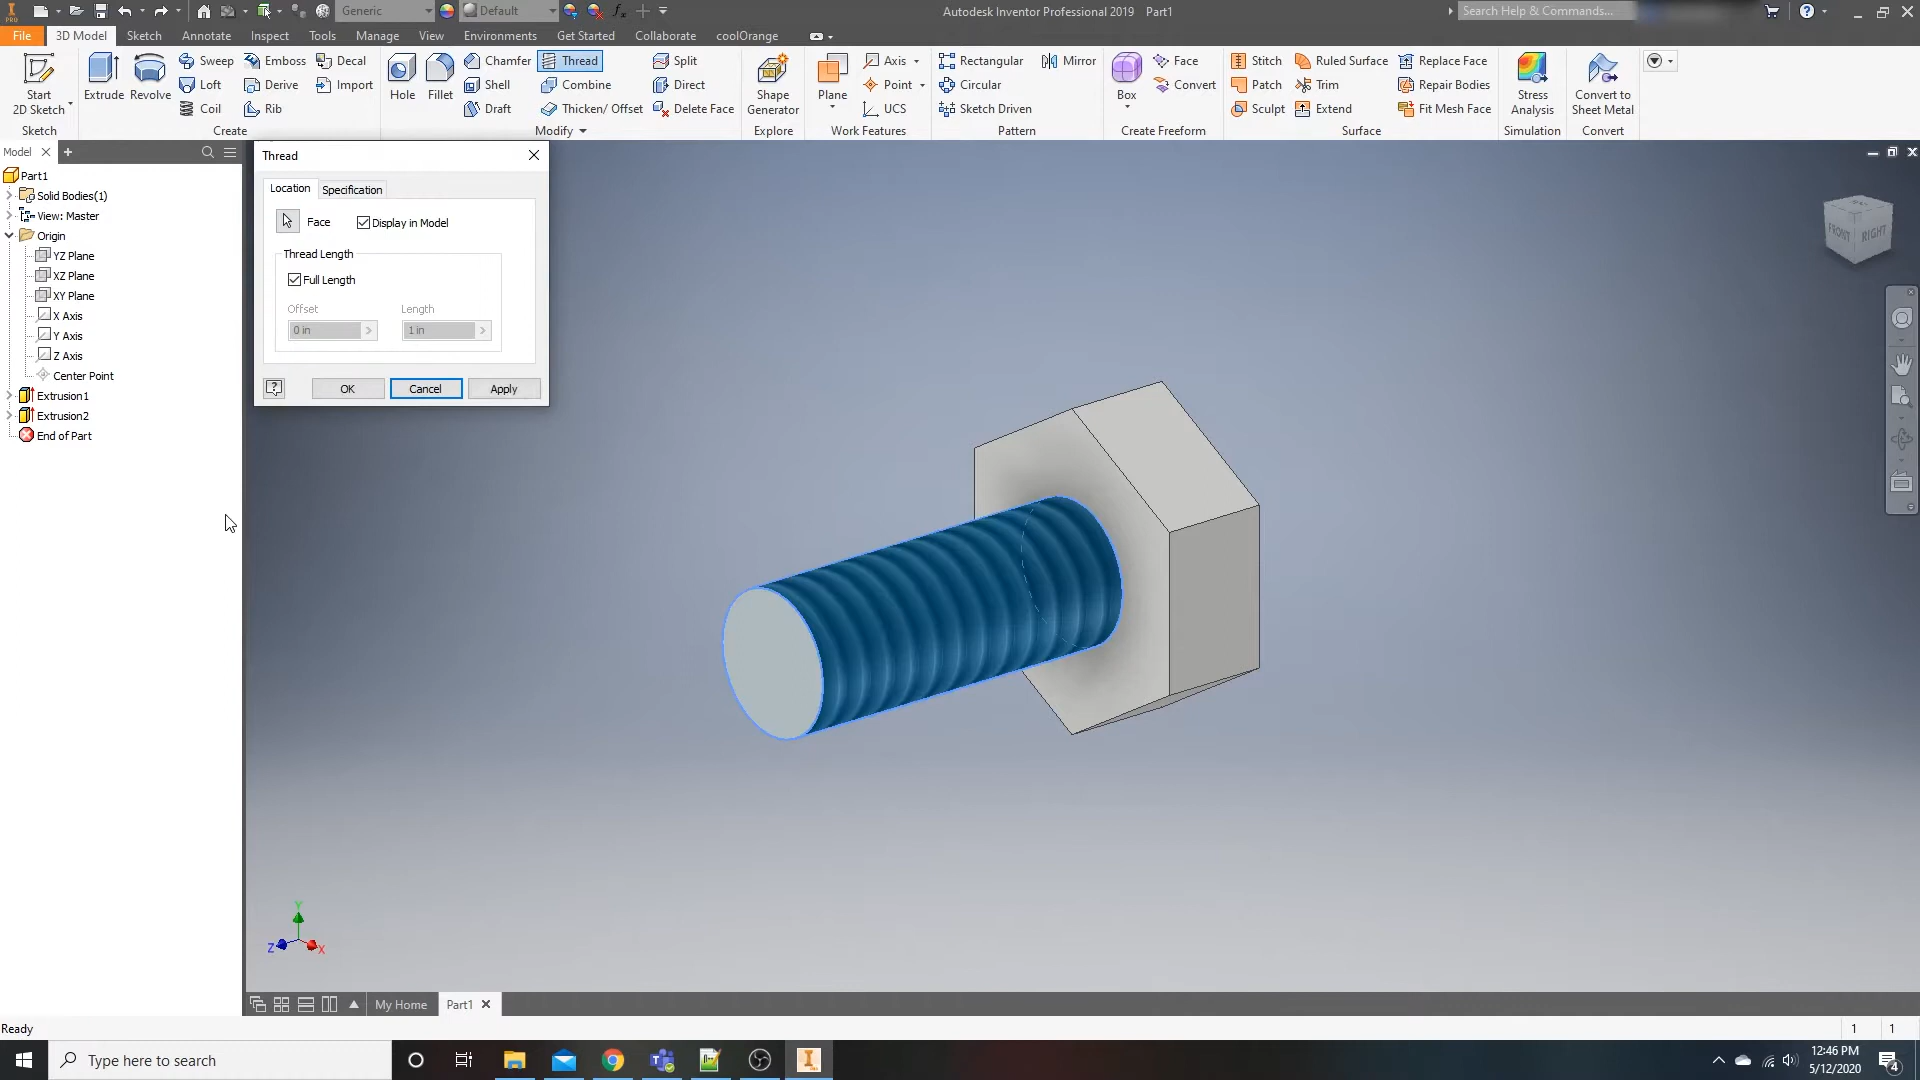 PRO Generic Default fx Autodesk Inventor Professional 2019 Part1 Search Help & Commands... ?
File 3D Model Sketch Annotate Inspect Tools Manage View Environments Get Started Collaborate coolOrange
Start 2D Sketch
Extrude Revolve
Sweep Emboss Decal
Loft Derive Import
Coil Rib
Hole Fillet
Chamfer Thread Split
Shell Combine Direct
Draft Thicken/ Offset Delete Face
Shape Generator
Plane
Axis
Point
UCS
Rectangular Mirror
Circular
Sketch Driven
Box
Face
Convert
Stitch Ruled Surface Replace Face
Patch Trim Repair Bodies
Sculpt Extend Fit Mesh Face
Stress Analysis
Convert to Sheet Metal
Sketch Create Modify Explore Work Features Pattern Create Freeform Surface Simulation Convert
Model
Part1
Solid Bodies(1)
View: Master
Origin
YZ Plane
XZ Plane
XY Plane
X Axis
Y Axis
Z Axis
Center Point
Extrusion1
Extrusion2
End of Part
Thread
Location Specification
Face Display in Model
Thread Length
Full Length
Offset Length
0 in 1 in
? OK Cancel Apply
FRONT RIGHT
Y
Z X
My Home Part1
Ready 1 1
Type here to search
12:46 PM
5/12/2020
4